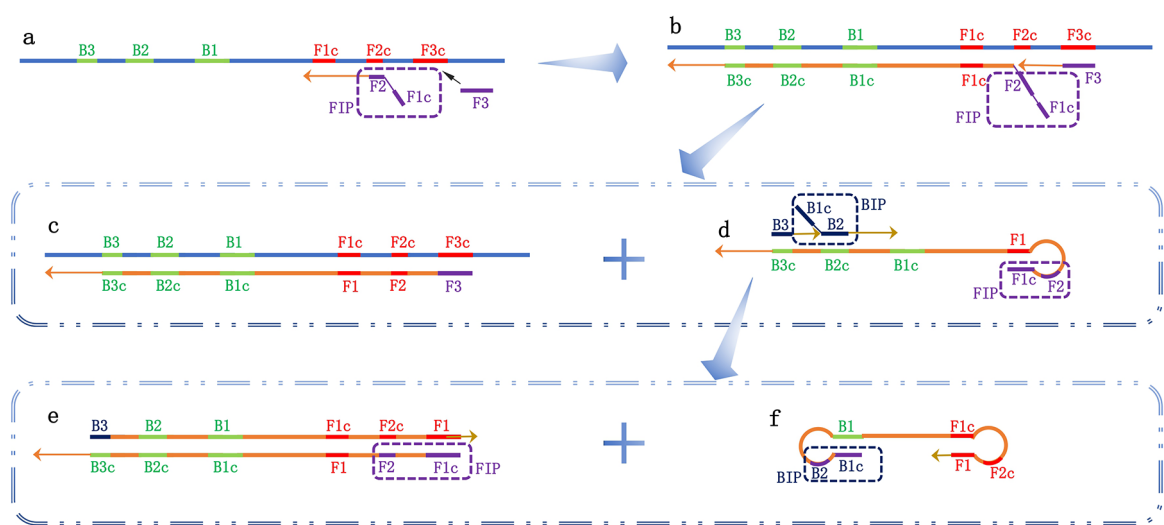 a
B3 B2 B1 F1c F2c F3c
F2
F1c
FIP
F3
b
B3 B2 B1 F1c F2c F3c
B3c B2c B1c F1c F2 F3
F1c
FIP
c
B3 B2 B1 F1c F2c F3c
B3c B2c B1c F1 F2 F3
d
B1c BIP
B3 B2
F1
B3c B2c B1c
F1c F2
FIP
e
B3 B2 B1 F1c F2c F1
B3c B2c B1c F1 F2 F1c FIP
f
B1 F1c
B2 B1c F1 F2c
BIP